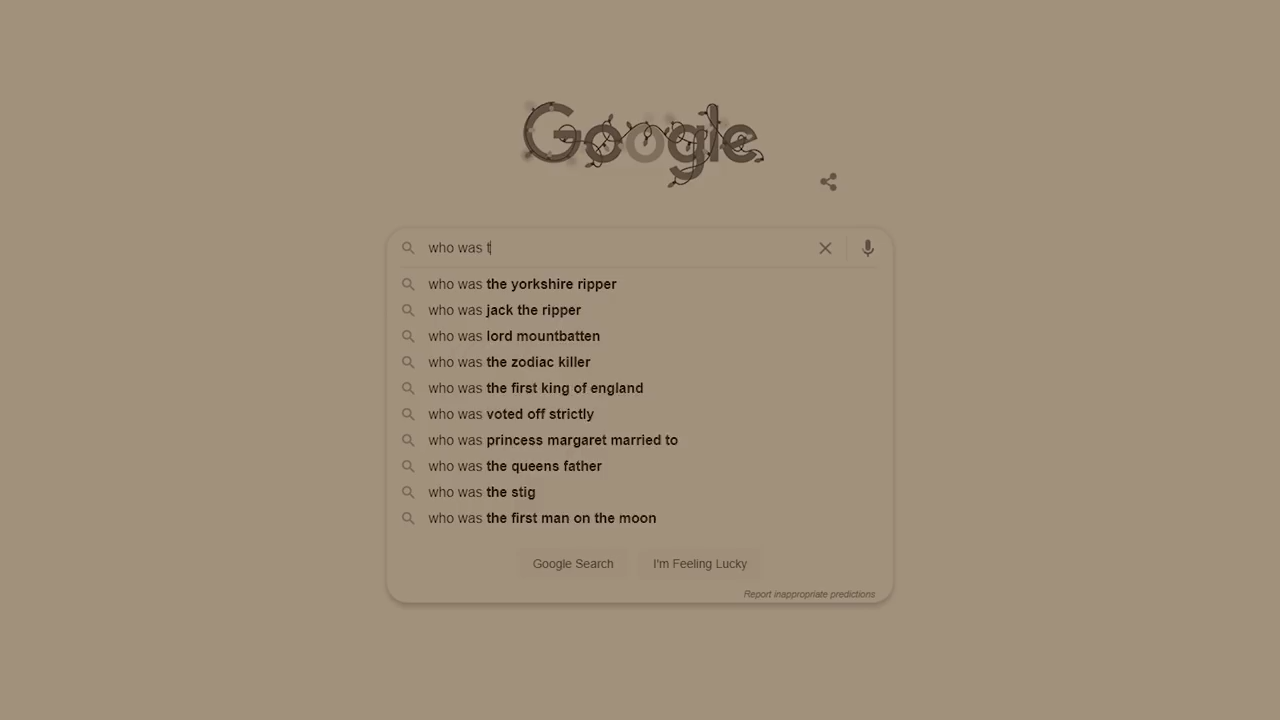 Google
who was t
who was the yorkshire ripper
who was jack the ripper
who was lord mountbatten
who was the zodiac killer
who was the first king of england
who was voted off strictly
who was princess margaret married to
who was the queens father
who was the stig
who was the first man on the moon
Google Search I'm Feeling Lucky
Report inappropriate predictions